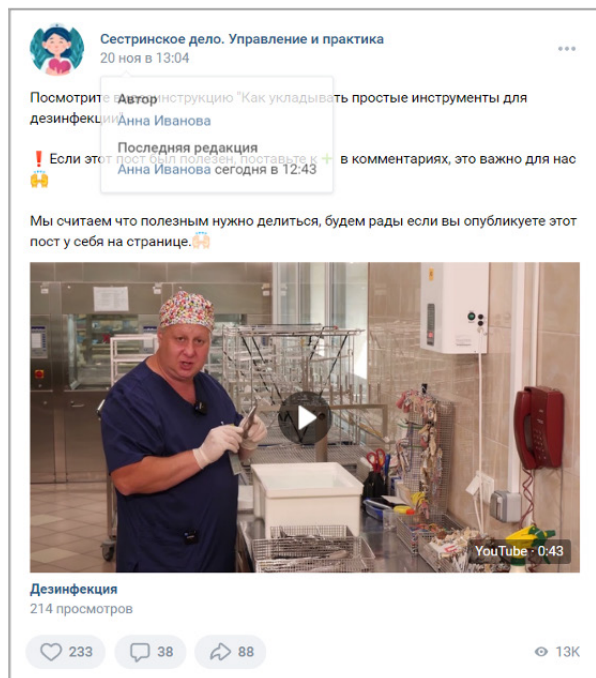 Сестринское дело. Управление и практика
20 ноя в 13:04
Посмотрите видеоинструкцию "Как укладывать простые инструменты для
дезинфекции"
Автор
Анна Иванова
Последняя редакция
Анна Иванова сегодня в 12:43
❗ Если этот пост был полезен, поставьте к + в комментариях, это важно для нас
🙌
Мы считаем что полезным нужно делиться, будем рады если вы опубликуете этот
пост у себя на странице.🙌🏻
YouTube · 0:43
Дезинфекция
214 просмотров
233
38
88
13K